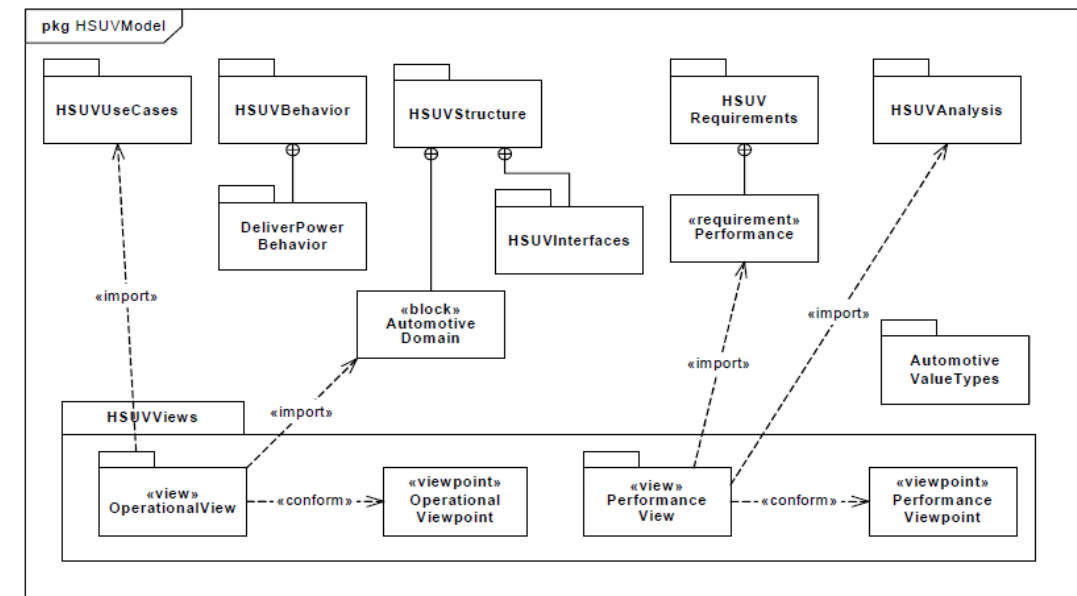 pkg HSUVModel
HSUVUseCases
HSUVBehavior
HSUVStructure
HSUV
Requirements
HSUVAnalysis
DeliverPower
Behavior
HSUVInterfaces
«requirement»
Performance
«import»
«block»
Automotive
Domain
«import»
«import»
Automotive
ValueTypes
«import»
HSUVViews
«view»
OperationalView
«conform»
«viewpoint»
Operational
Viewpoint
«view»
Performance
View
«conform»
«viewpoint»
Performance
Viewpoint